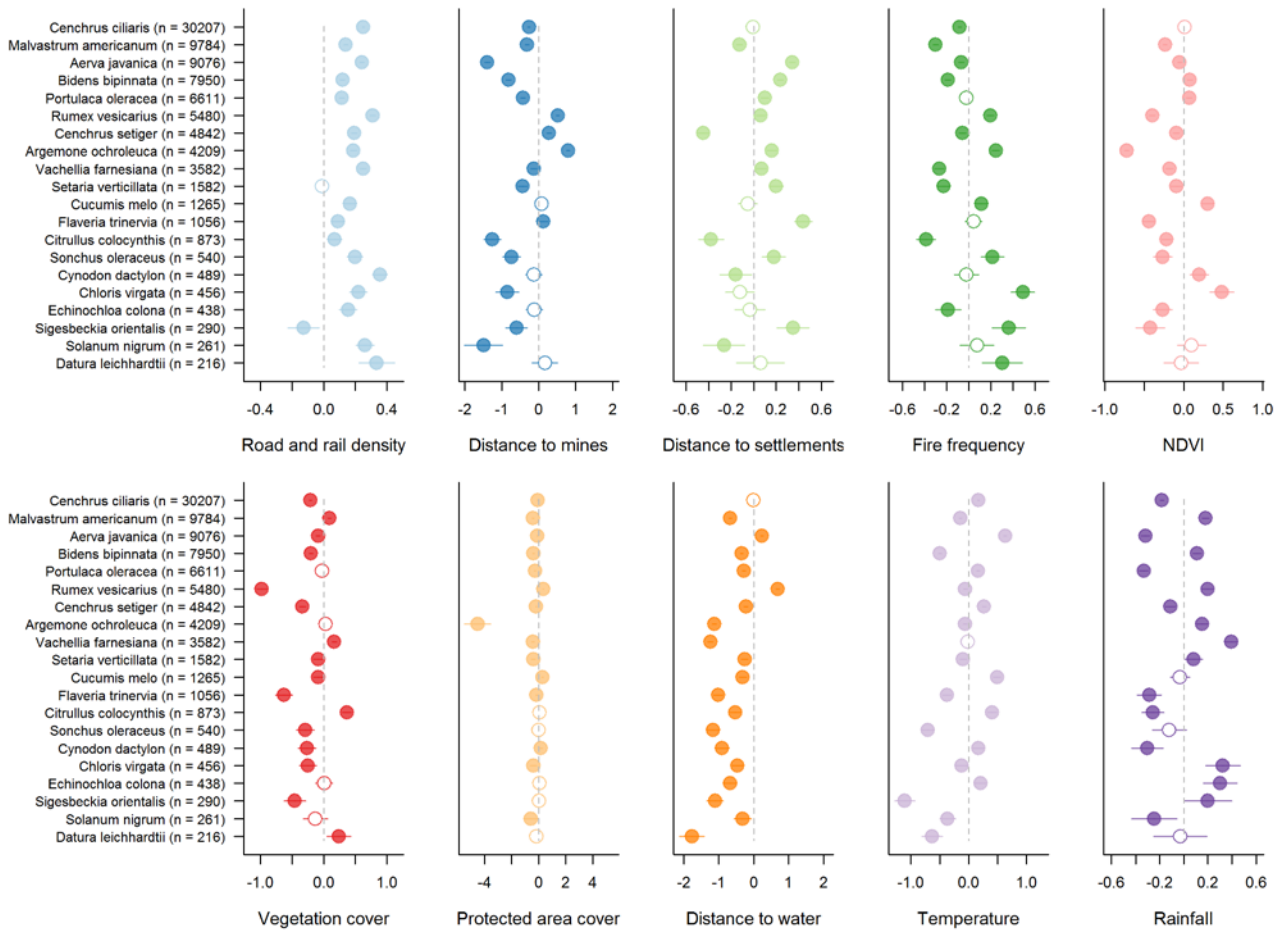 Cenchrus ciliaris (n = 30207)
Malvastrum americanum (n = 9784)
Aerva javanica (n = 9076)
Bidens bipinnata (n = 7950)
Portulaca oleracea (n = 6611)
Rumex vesicarius (n = 5480)
Cenchrus setiger (n = 4842)
Argemone ochroleuca (n = 4209)
Vachellia farnesiana (n = 3582)
Setaria verticillata (n = 1582)
Cucumis melo (n = 1265)
Flaveria trinervia (n = 1056)
Citrullus colocynthis (n = 873)
Sonchus oleraceus (n = 540)
Cynodon dactylon (n = 489)
Chloris virgata (n = 456)
Echinochloa colona (n = 438)
Sigesbeckia orientalis (n = 290)
Solanum nigrum (n = 261)
Datura leichhardtii (n = 216)
-0.4 0.0 0.4 -2 -1 0 1 2 -0.6 -0.2 0.2 0.6 -0.6 -0.2 0.2 0.6 -1.0 0.0 1.0
Road and rail density Distance to mines Distance to settlements Fire frequency NDVI
Cenchrus ciliaris (n = 30207)
Malvastrum americanum (n = 9784)
Aerva javanica (n = 9076)
Bidens bipinnata (n = 7950)
Portulaca oleracea (n = 6611)
Rumex vesicarius (n = 5480)
Cenchrus setiger (n = 4842)
Argemone ochroleuca (n = 4209)
Vachellia farnesiana (n = 3582)
Setaria verticillata (n = 1582)
Cucumis melo (n = 1265)
Flaveria trinervia (n = 1056)
Citrullus colocynthis (n = 873)
Sonchus oleraceus (n = 540)
Cynodon dactylon (n = 489)
Chloris virgata (n = 456)
Echinochloa colona (n = 438)
Sigesbeckia orientalis (n = 290)
Solanum nigrum (n = 261)
Datura leichhardtii (n = 216)
-1.0 0.0 1.0 -4 0 2 4 -2 -1 0 1 2 -1.0 0.0 1.0 -0.6 -0.2 0.2 0.6
Vegetation cover Protected area cover Distance to water Temperature Rainfall